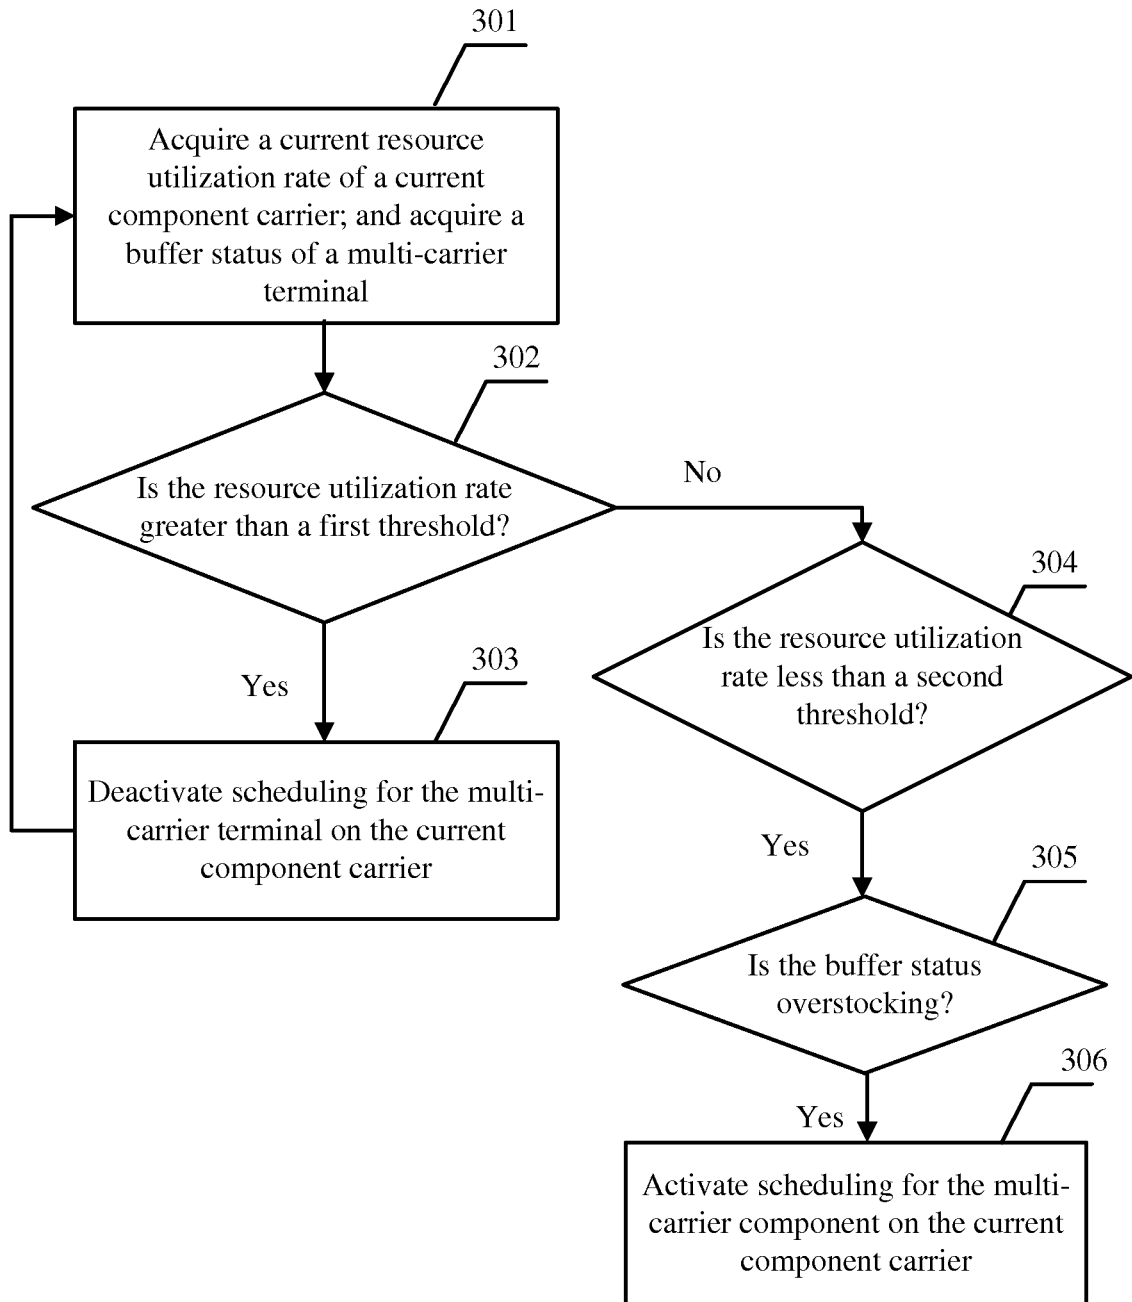 301
Acquire a current resource
utilization rate of a current
component carrier; and acquire a
buffer status of a multi-carrier
terminal
302
Is the resource utilization rate
greater than a first threshold?
No
Yes
303
Deactivate scheduling for the multi-
carrier terminal on the current
component carrier
304
Is the resource utilization
rate less than a second
threshold?
Yes
305
Is the buffer status
overstocking?
Yes
306
Activate scheduling for the multi-
carrier component on the current
component carrier